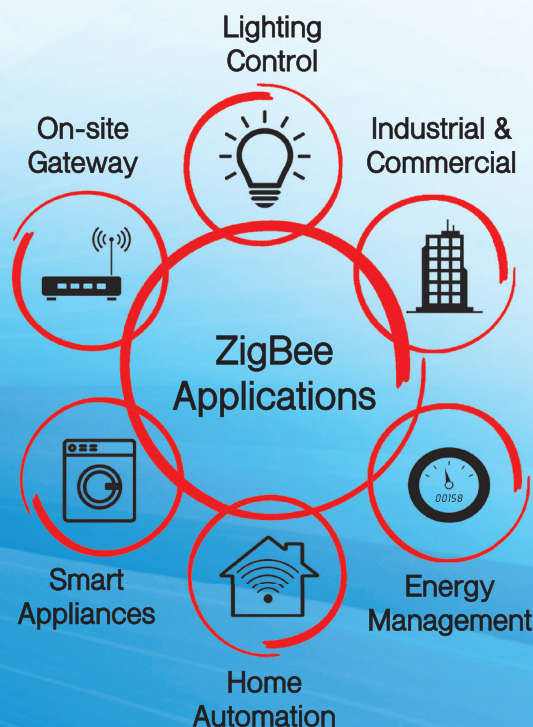 Lighting
Control
On-site
Gateway
Industrial &
Commercial
ZigBee
Applications
00158
Smart
Appliances
Energy
Management
Home
Automation